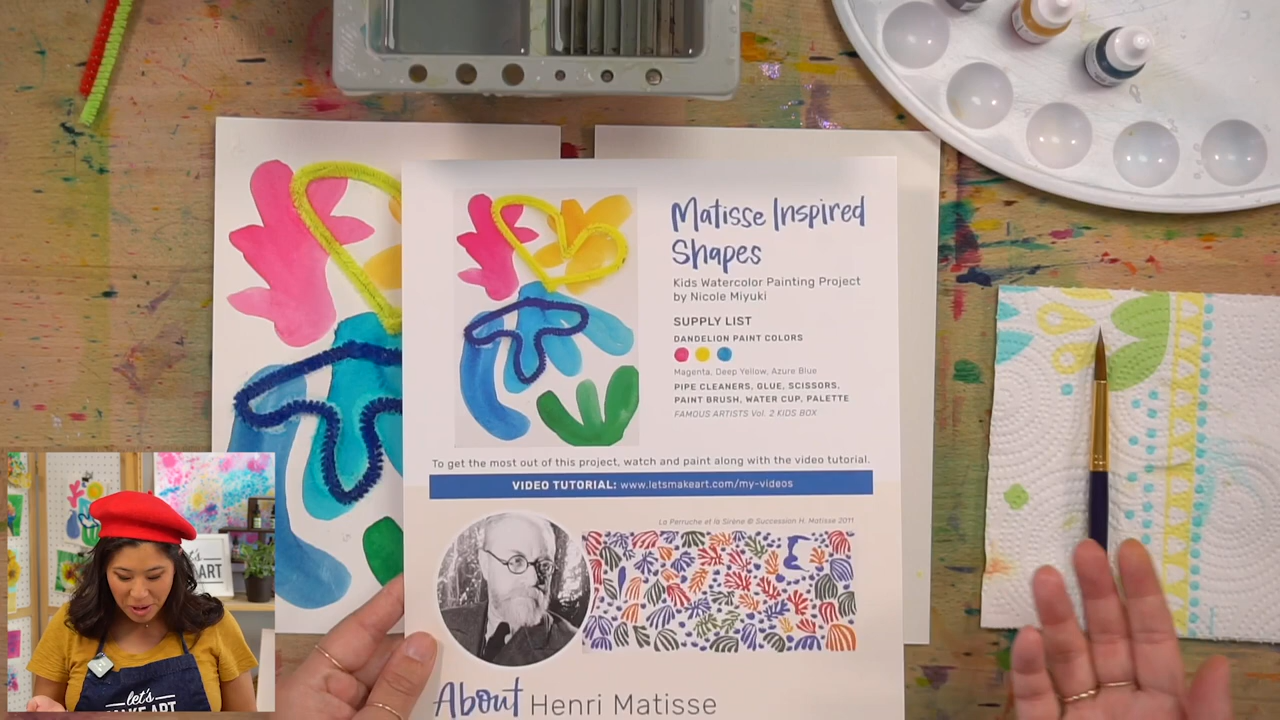 Matisse Inspired
Shapes
Kids Watercolor Painting Project
by Nicole Miyuki
SUPPLY LIST
DANDELION PAINT COLORS
Magenta, Deep Yellow, Azure Blue
PIPE CLEANERS, GLUE, SCISSORS,
PAINT BRUSH, WATER CUP, PALETTE
FAMOUS ARTISTS Vol. 2 KIDS BOX
To get the most out of this project, watch and paint along with the video tutorial.
VIDEO TUTORIAL: www.letsmakeart.com/my-videos
La Perruche et la Sirène © Succession H. Matisse 2011
About Henri Matisse
let's
MAKE ART
ART